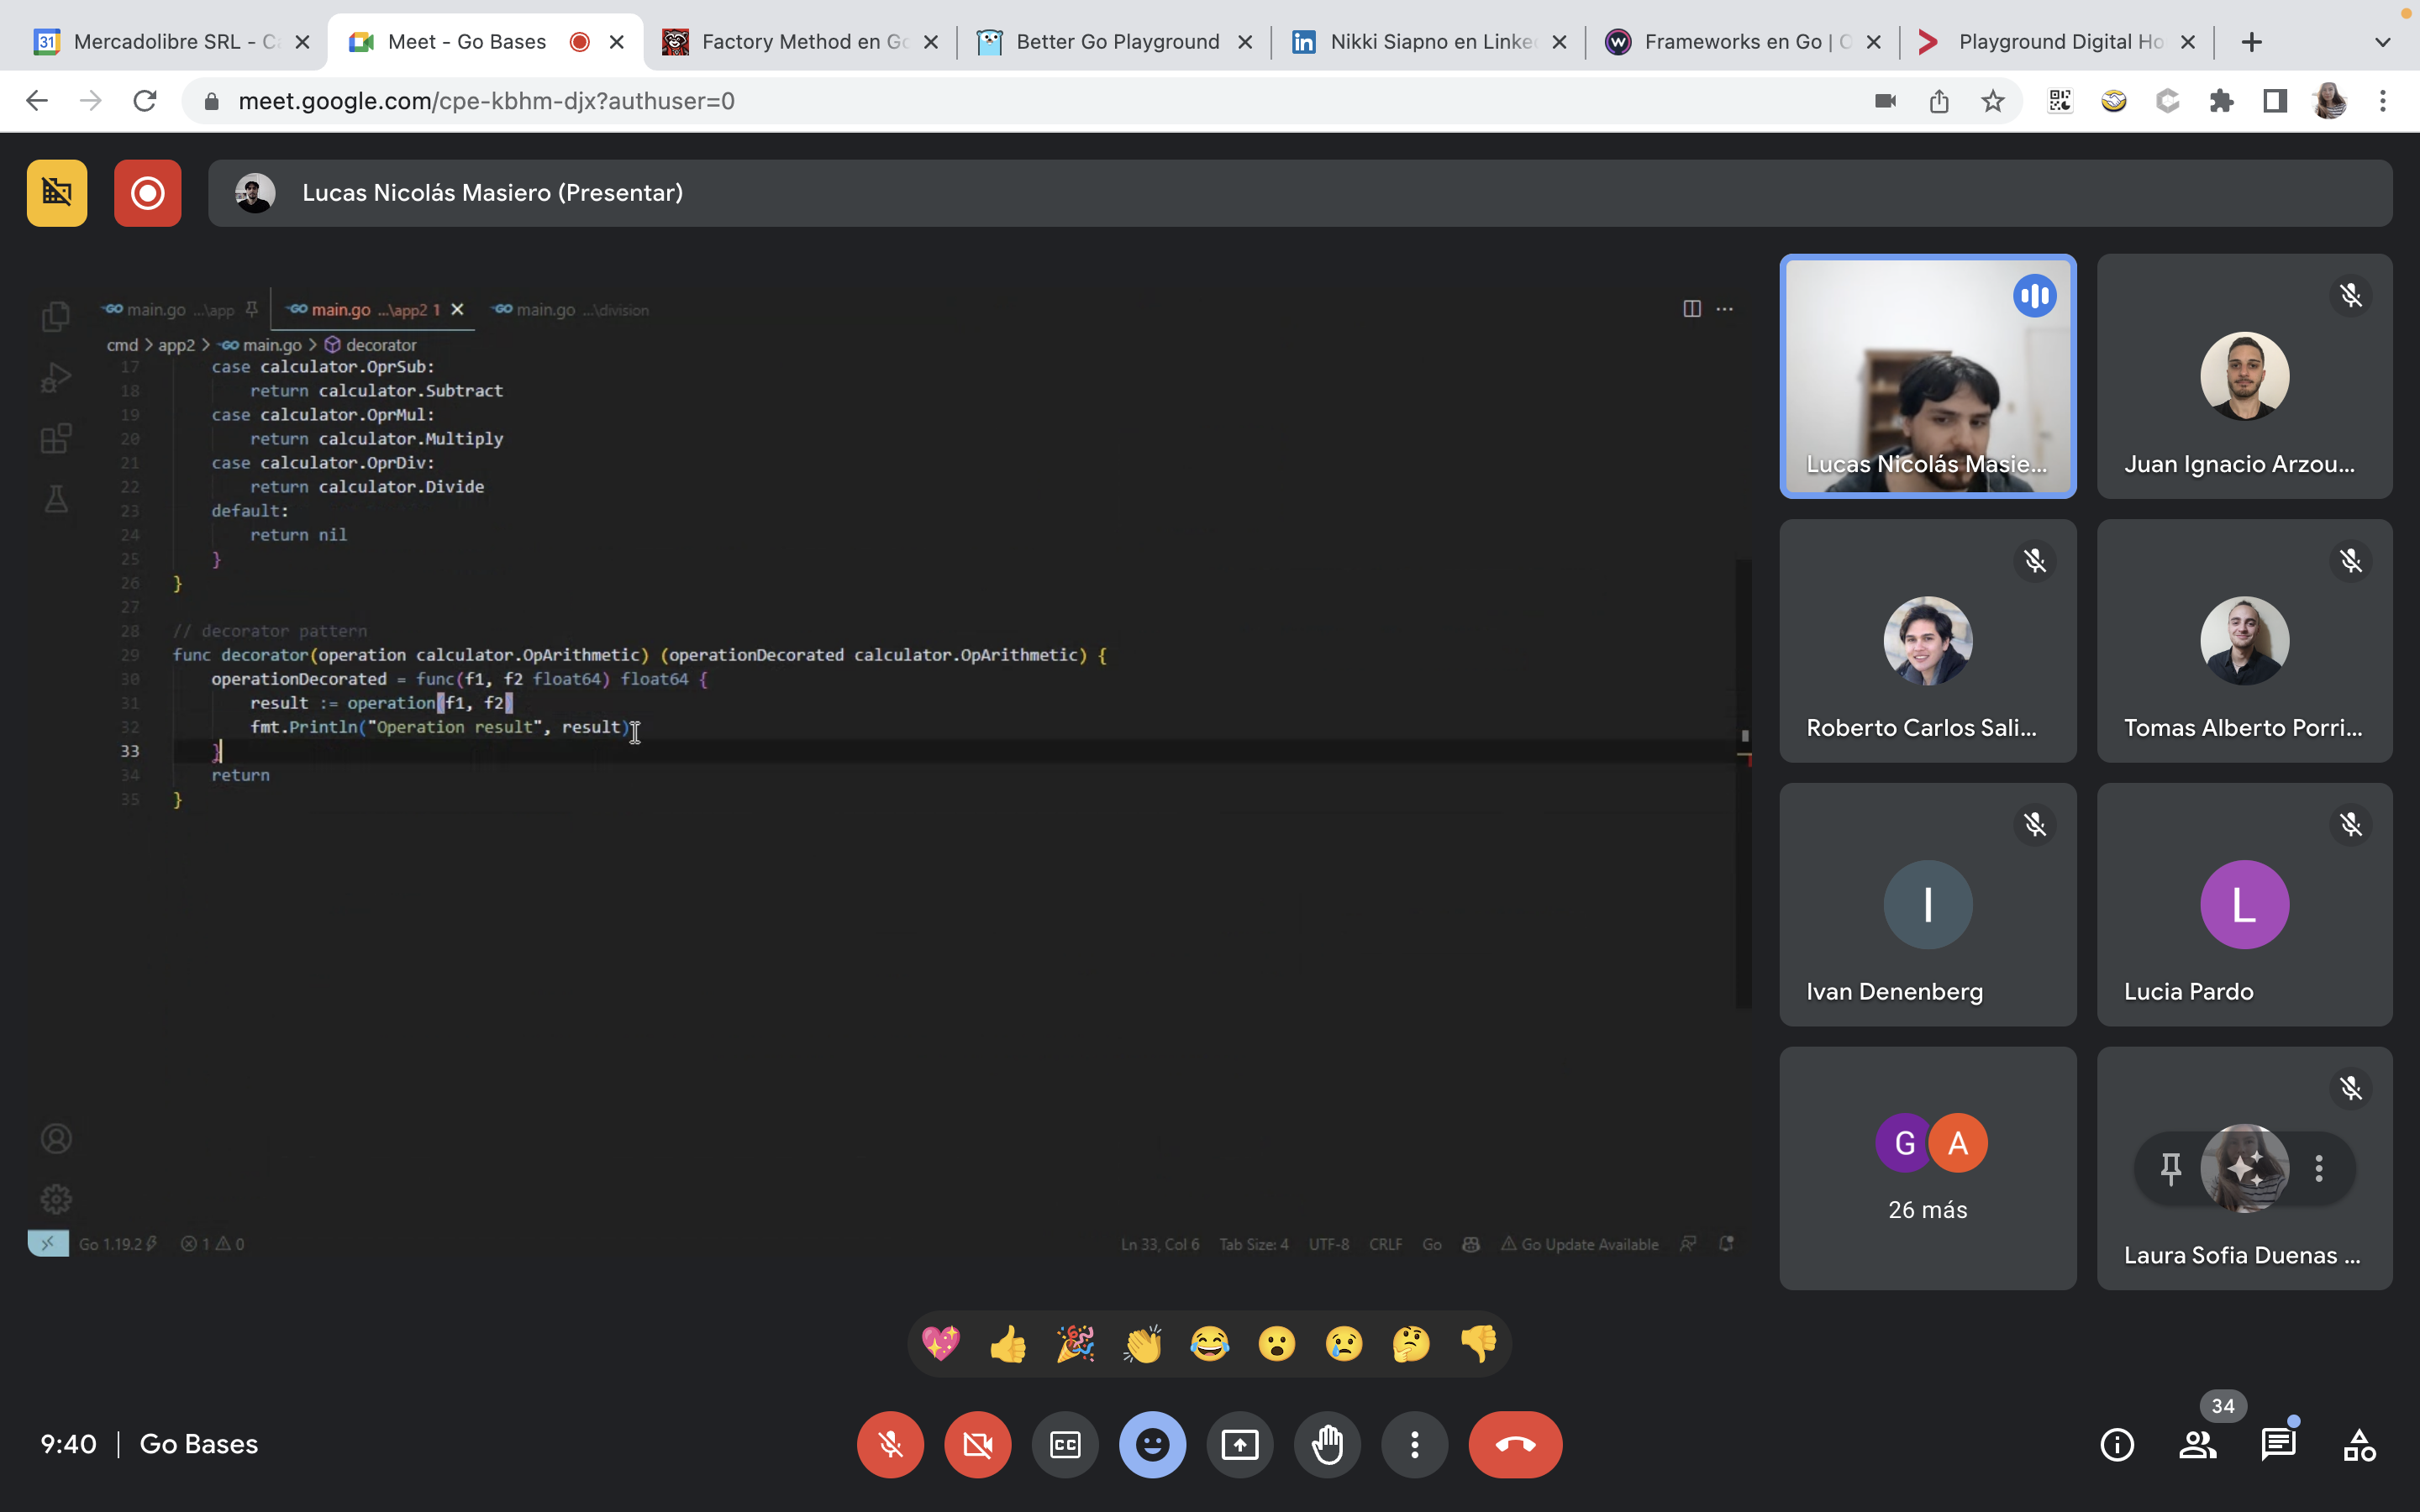 31 Mercadolibre SRL - C
Meet - Go Bases
Factory Method en Go
Better Go Playground
in Nikki Siapno en Linke
W Frameworks en Go | C
Playground Digital Ho
meet.google.com/cpe-kbhm-djx?authuser=0
Lucas Nicolás Masiero (Presentar)
GO main.go ...\app
GO main.go ...\app2 1
GO main.go ...\division
cmd > app2 > GO main.go > decorator
17 case calculator.OprSub:
18 return calculator.Subtract
19 case calculator.OprMul:
20 return calculator.Multiply
21 case calculator.OprDiv:
22 return calculator.Divide
23 default:
24 return nil
25 }
26 }
27
28 // decorator pattern
29 func decorator(operation calculator.OpArithmetic) (operationDecorated calculator.OpArithmetic) {
30 operationDecorated = func(f1, f2 float64) float64 {
31 result := operation(f1, f2)
32 fmt.Println("Operation result", result)
33 }
34 return
35 }
Go 1.19.2 1 0
Ln 33, Col 6 Tab Size: 4 UTF-8 CRLF Go Go Update Available
Lucas Nicolás Masie...
Juan Ignacio Arzou...
Roberto Carlos Sali...
Tomas Alberto Porri...
I
Ivan Denenberg
L
Lucia Pardo
G A
26 más
Laura Sofia Duenas ...
9:40 | Go Bases
CC
34